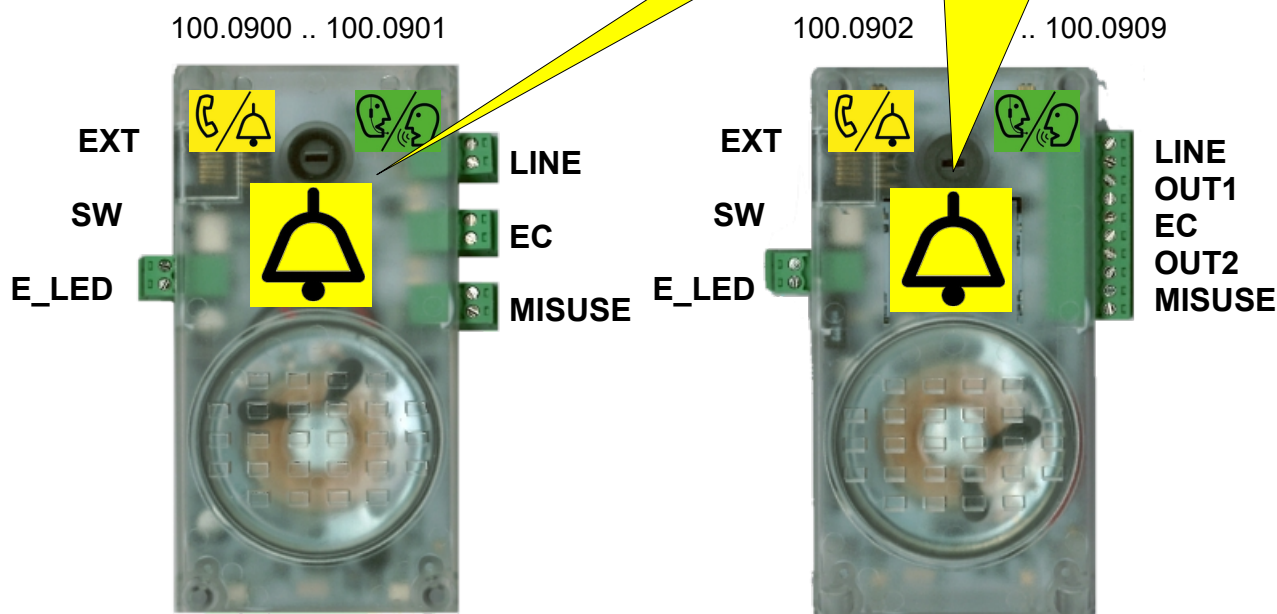 100.0900 .. 100.0901
EXT
SW
E_LED
LINE
EC
MISUSE
100.0902 .. 100.0909
EXT
SW
E_LED
LINE
OUT1
EC
OUT2
MISUSE